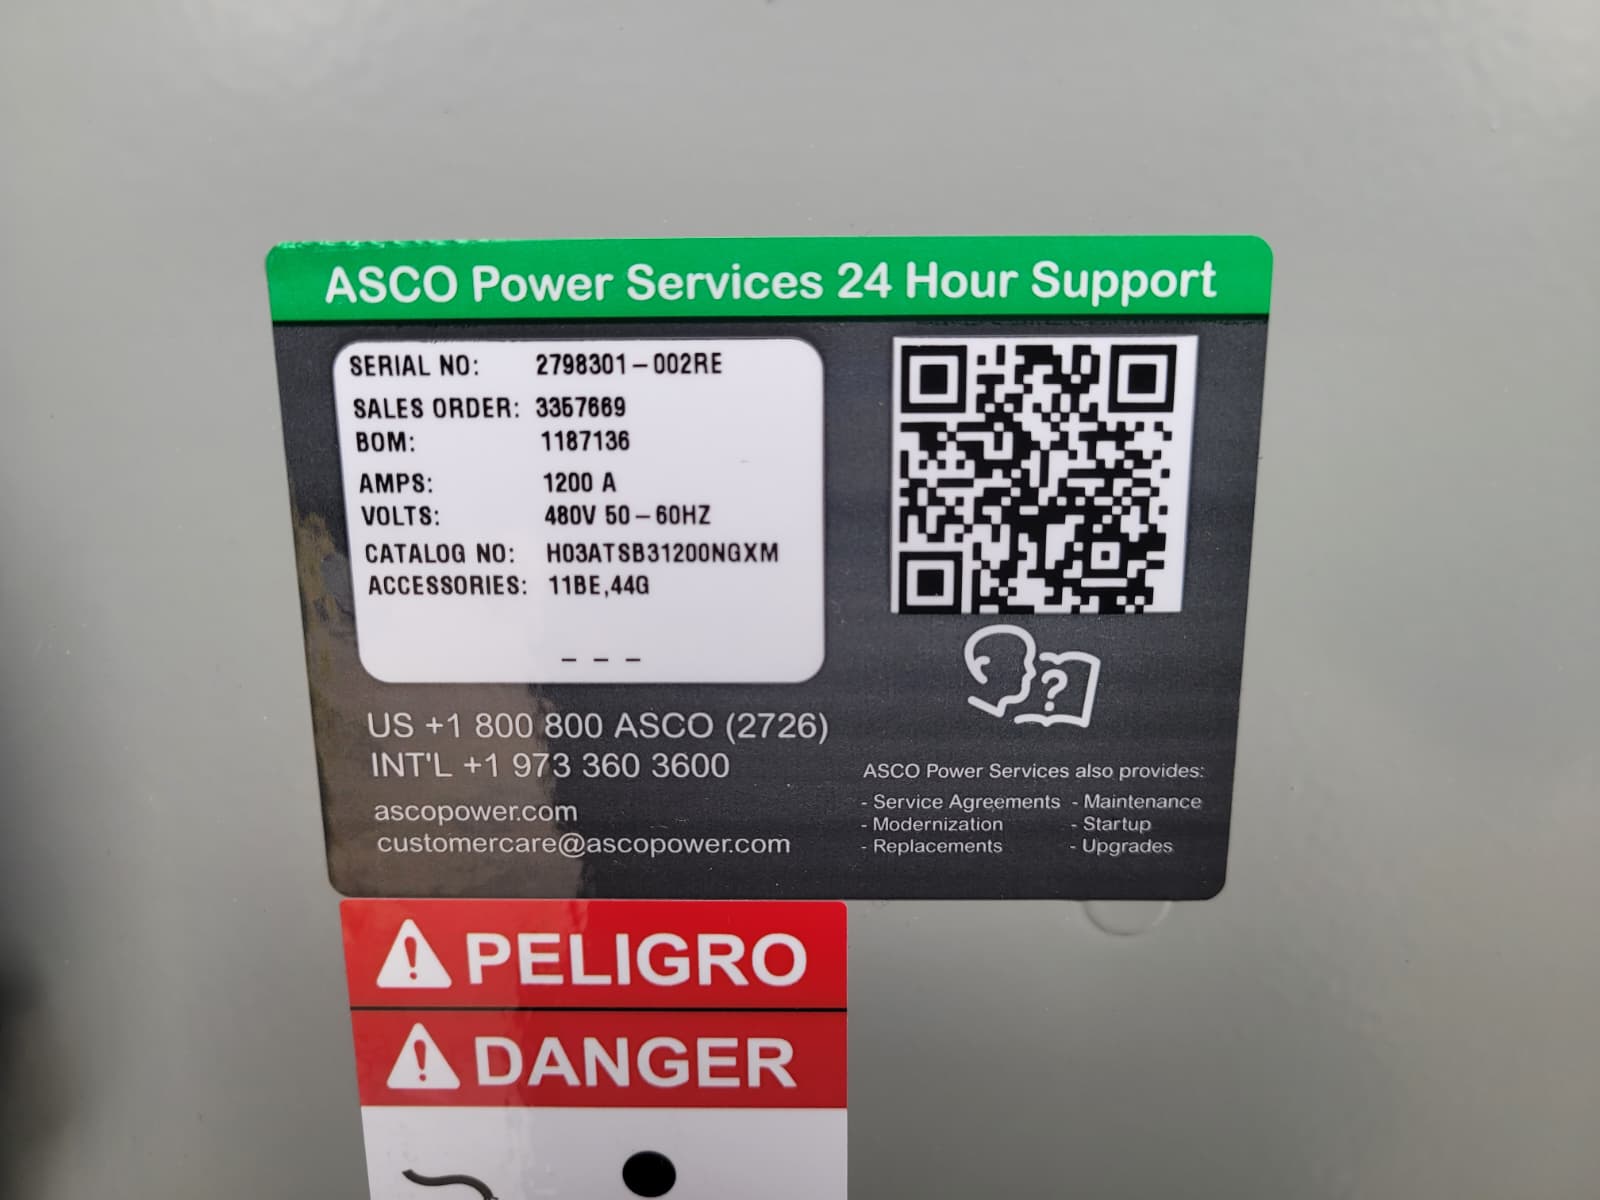 ASCO Power Services 24 Hour Support
SERIAL NO: 2798301-002RE
SALES ORDER: 3357669
BOM: 1187136
AMPS: 1200 A
VOLTS: 480V 50-60HZ
CATALOG NO: H03ATSB31200NGXM
ACCESSORIES: 11BE,44G
– – –
US +1 800 800 ASCO (2726)
INT'L +1 973 360 3600
ascopower.com
customercare@ascopower.com
?
ASCO Power Services also provides:
- Service Agreements - Maintenance
- Modernization - Startup
- Replacements - Upgrades
! PELIGRO
! DANGER